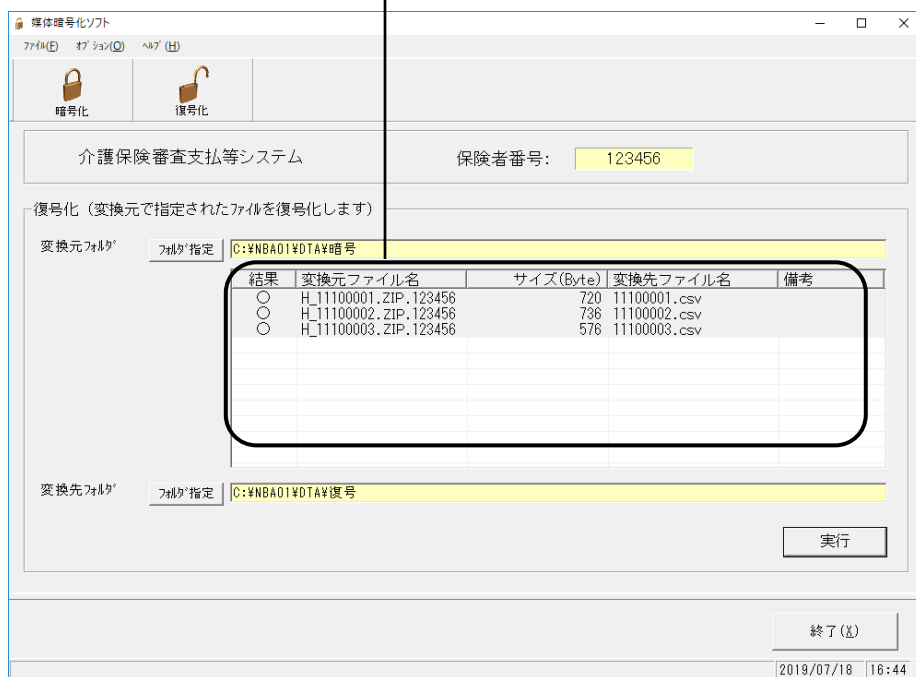 媒体暗号化ソフト
ﾌｧｲﾙ(F) ｵﾌﾟｼｮﾝ(O) ﾍﾙﾌﾟ(H)
暗号化 復号化
介護保険審査支払等システム 保険者番号: 123456
復号化（変換元で指定されたﾌｧｲﾙを復号化します）
変換元ﾌｫﾙﾀﾞ ﾌｫﾙﾀﾞ指定 C:¥NBA01¥DTA¥暗号
結果 変換元ファイル名 サイズ(Byte) 変換先ファイル名 備考
○ H_11100001.ZIP.123456 720 11100001.csv
○ H_11100002.ZIP.123456 736 11100002.csv
○ H_11100003.ZIP.123456 576 11100003.csv
変換先ﾌｫﾙﾀﾞ ﾌｫﾙﾀﾞ指定 C:¥NBA01¥DTA¥復号
実行
終了(X)
2019/07/18 16:44